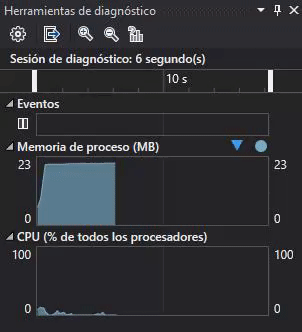 Herramientas de diagnóstico
Sesión de diagnóstico: 6 segundo(s)
10 s
Eventos
Memoria de proceso (MB)
23 23
0 0
CPU (% de todos los procesadores)
100 100
0 0